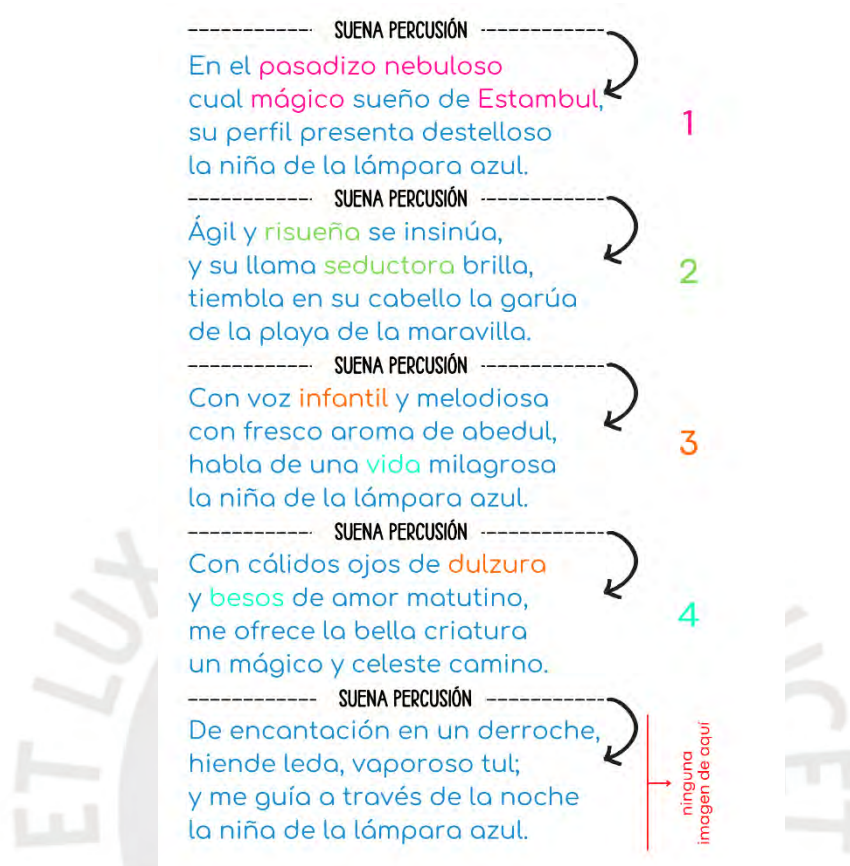 SUENA PERCUSIÓN
En el pasadizo nebuloso
cual mágico sueño de Estambul,
su perfil presenta destelloso
la niña de la lámpara azul.
1
SUENA PERCUSIÓN
Ágil y risueña se insinúa,
y su llama seductora brilla,
tiembla en su cabello la garúa
de la playa de la maravilla.
2
SUENA PERCUSIÓN
Con voz infantil y melodiosa
con fresco aroma de abedul,
habla de una vida milagrosa
la niña de la lámpara azul.
3
SUENA PERCUSIÓN
Con cálidos ojos de dulzura
y besos de amor matutino,
me ofrece la bella criatura
un mágico y celeste camino.
4
SUENA PERCUSIÓN
De encantación en un derroche,
hiende leda, vaporoso tul;
y me guía a través de la noche
la niña de la lámpara azul.
ninguna
imagen de aquí
ET LUX